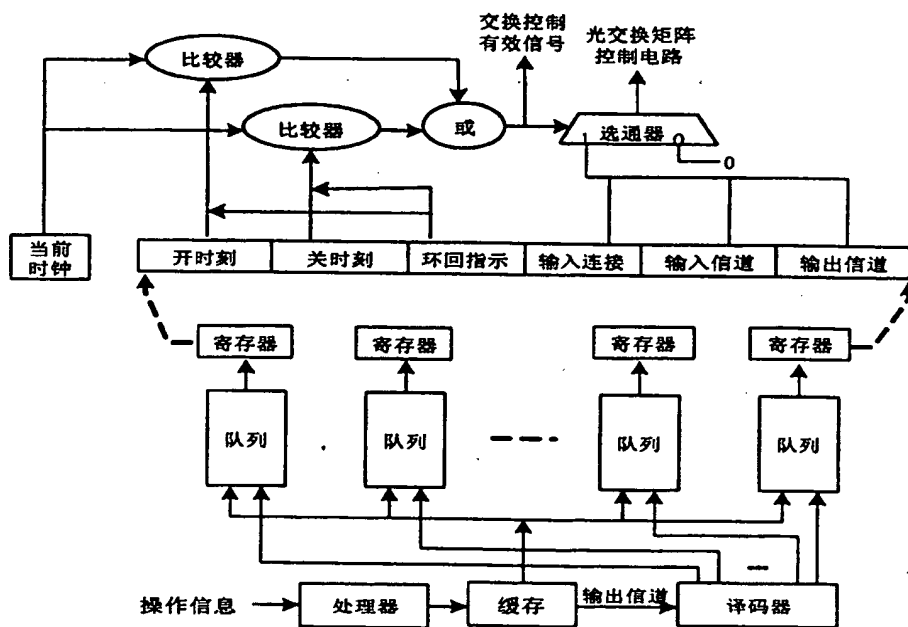 交换控制
有效信号
光交换矩阵
控制电路
比较器
比较器
或
选通器
1
0
0
当前
时钟
开时刻
关时刻
环回指示
输入连接
输入信道
输出信道
寄存器
寄存器
寄存器
寄存器
队列
队列
队列
队列
操作信息
处理器
缓存
输出信道
译码器